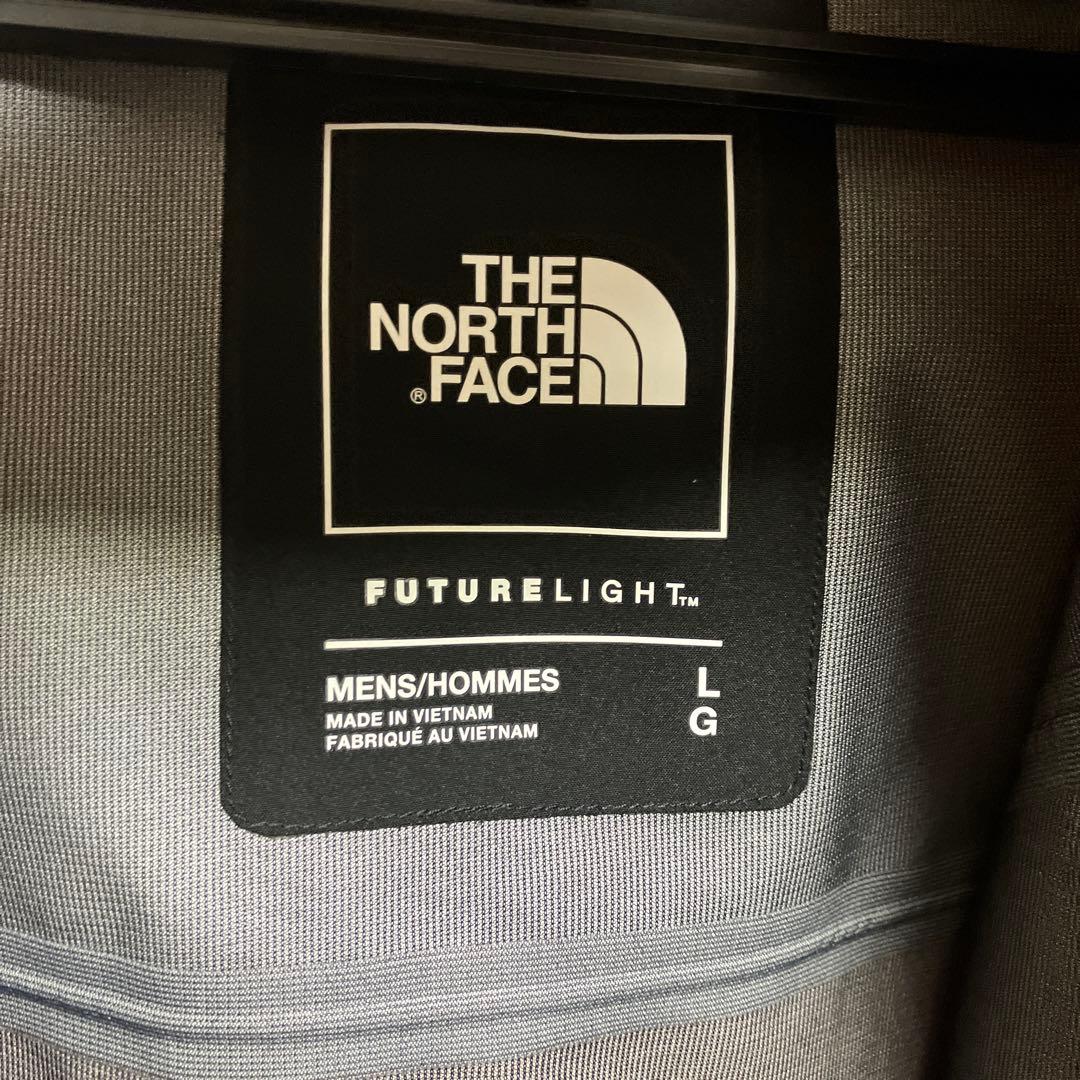 THE
NORTH
®FACE
FUTURELIGHT™
MENS/HOMMES L
MADE IN VIETNAM G
FABRIQUÉ AU VIETNAM